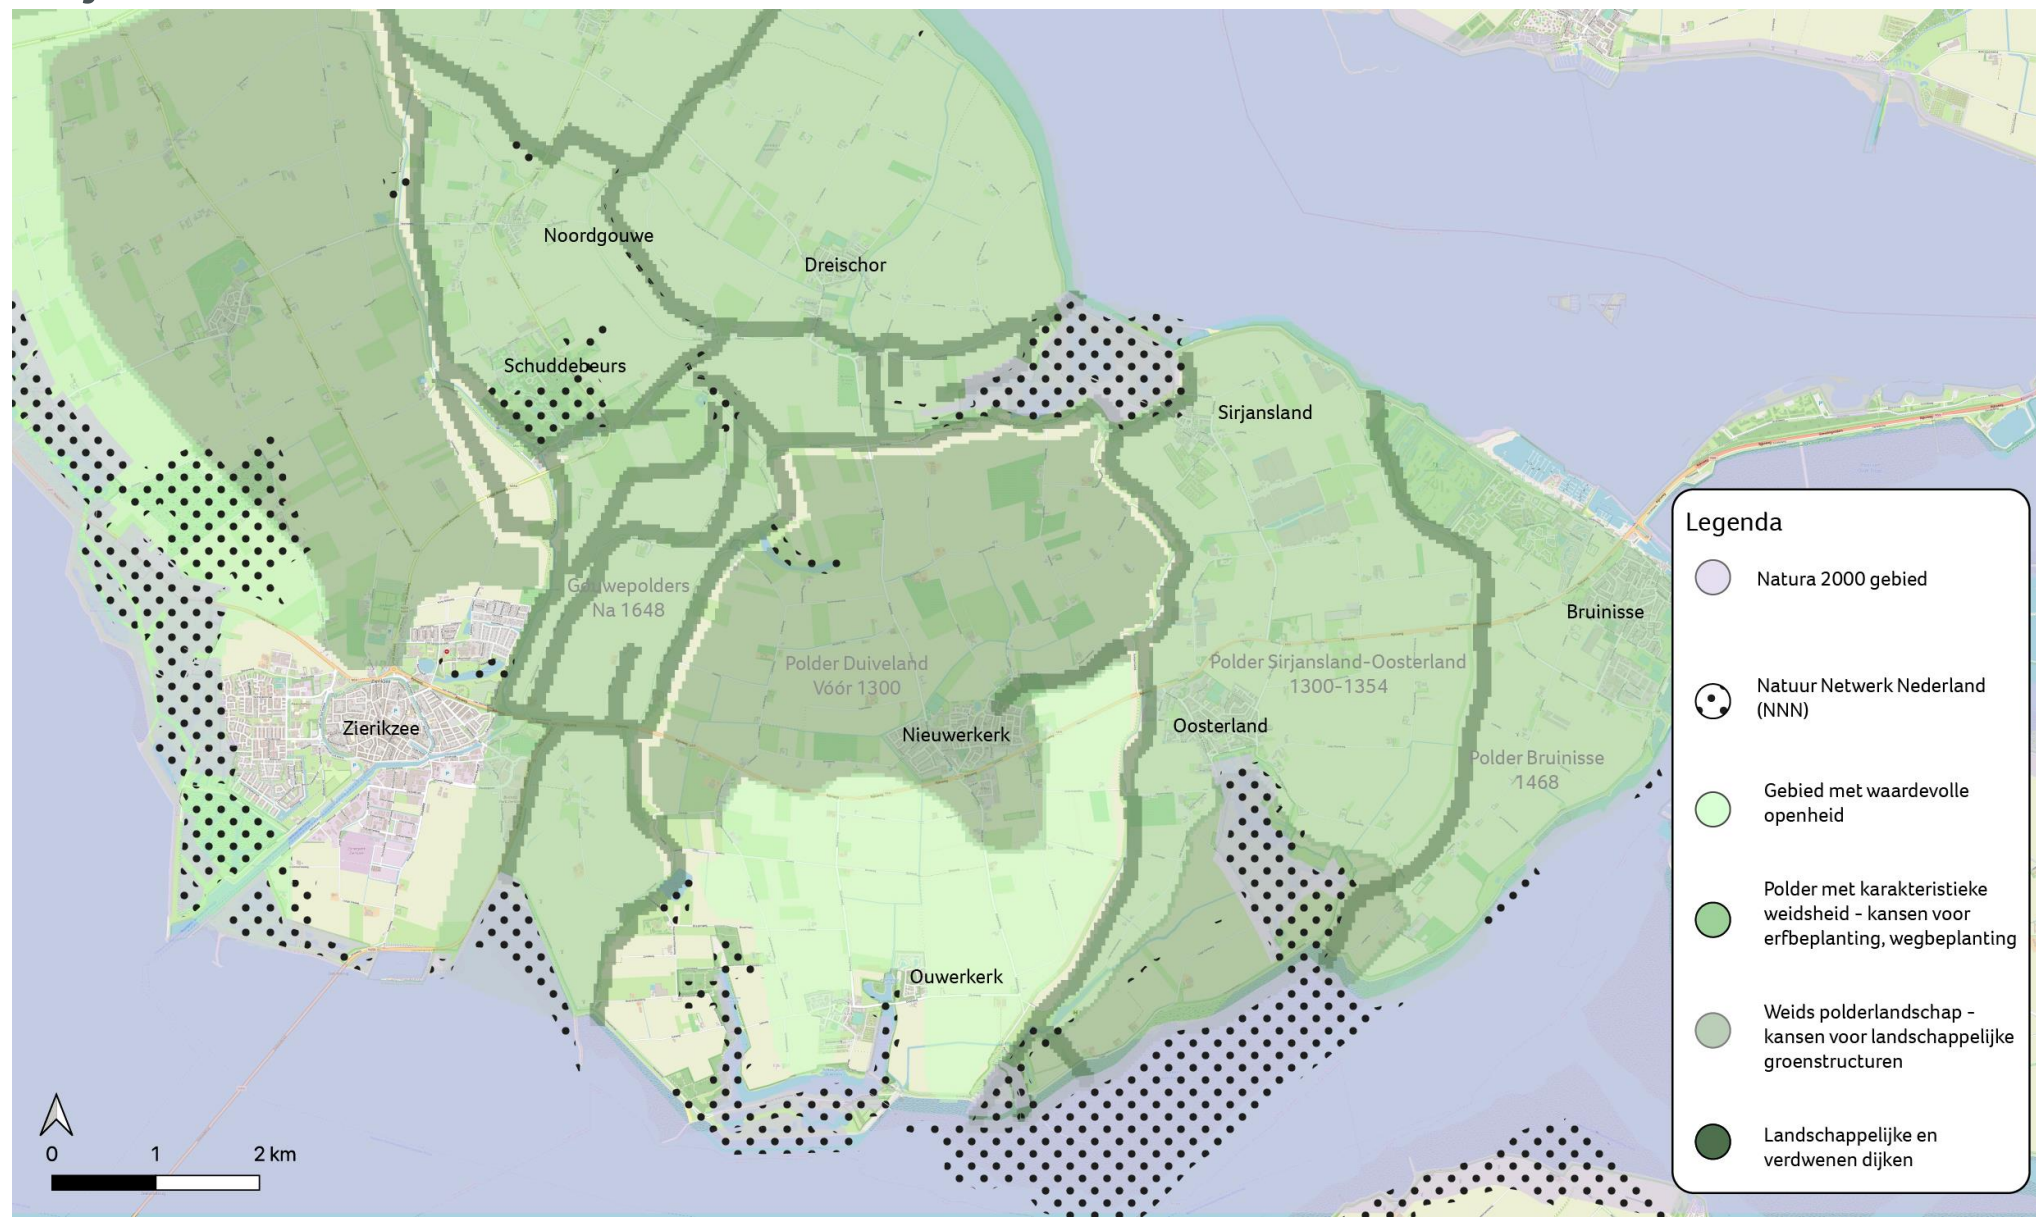 Noordgouwe
Dreischor
Schuddebeurs
Sirjansland
Gouwepolders
Na 1648
Bruinisse
Polder Duiveland
Vóór 1300
Polder Sirjansland-Oosterland
1300-1354
Zierikzee
Nieuwerkerk
Oosterland
Polder Bruinisse
1468
Ouwerkerk
0 1 2 km
Legenda
Natura 2000 gebied
Natuur Netwerk Nederland
(NNN)
Gebied met waardevolle
openheid
Polder met karakteristieke
weidsheid - kansen voor
erfbeplanting, wegbeplanting
Weids polderlandschap -
kansen voor landschappelijke
groenstructuren
Landschappelijke en
verdwenen dijken